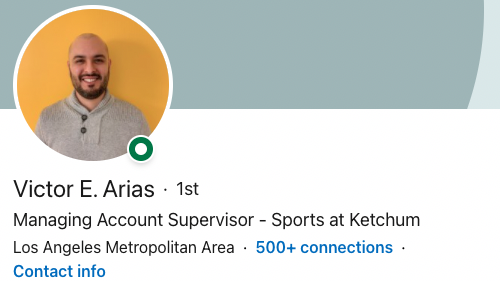 Victor E. Arias · 1st
Managing Account Supervisor - Sports at Ketchum
Los Angeles Metropolitan Area · 500+ connections ·
Contact info